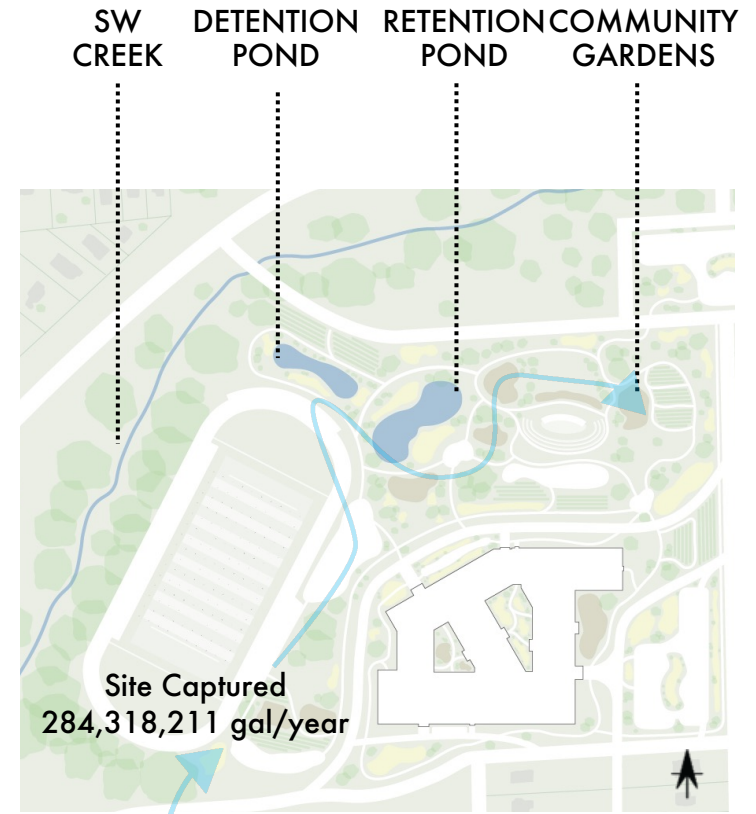 SW
CREEK
DETENTION
POND
RETENTION
POND
COMMUNITY
GARDENS
Site Captured
284,318,211 gal/year